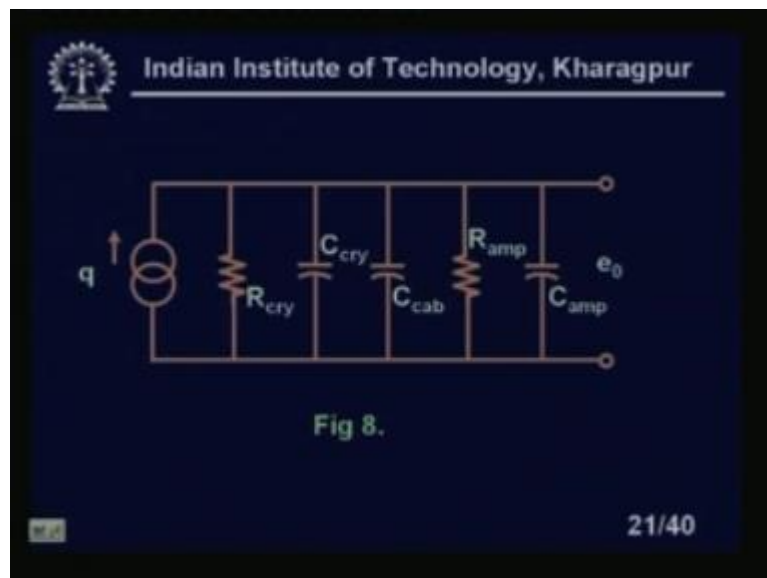 Indian Institute of Technology, Kharagpur
q
R_cry
C_cry
C_cab
R_amp
C_amp
e_0
Fig 8.
21/40